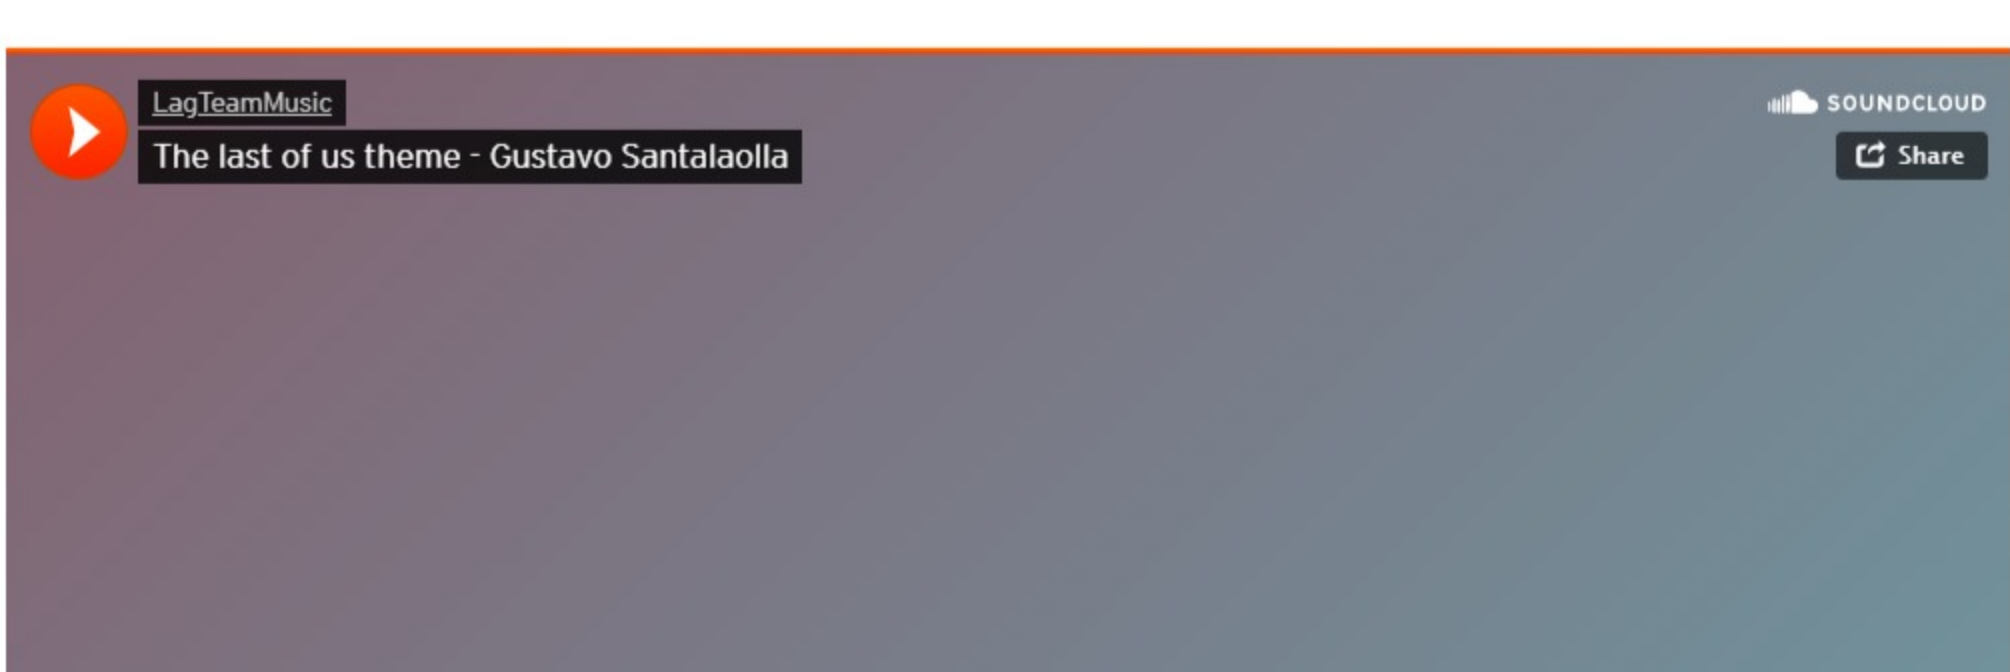 LagTeamMusic
SOUNDCLOUD
The last of us theme - Gustavo Santalaolla
Share